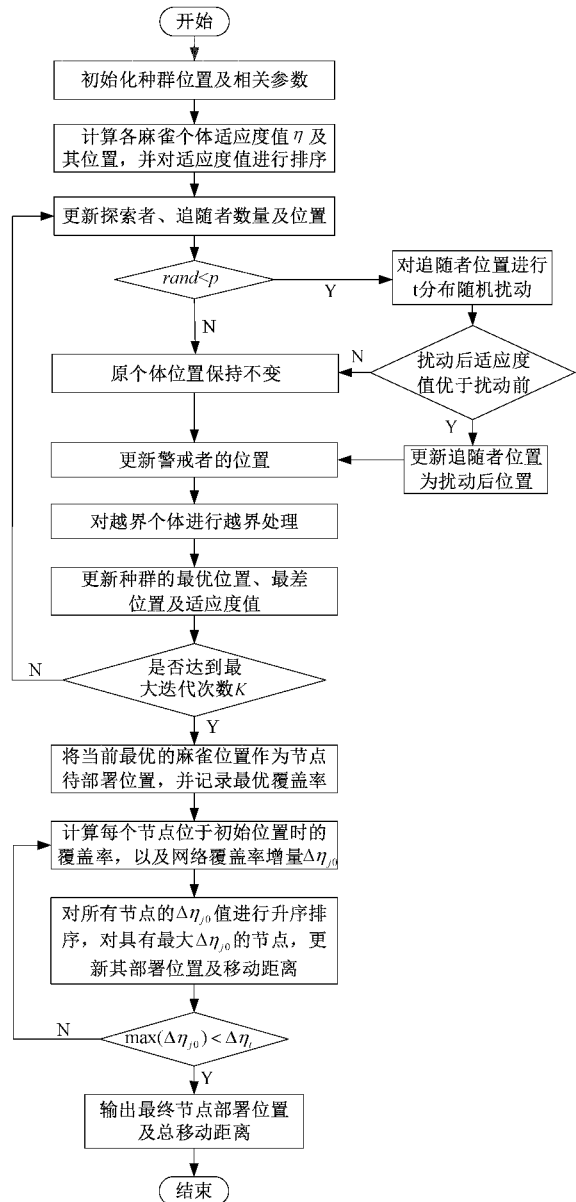 开始
初始化种群位置及相关参数
计算各麻雀个体适应度值η及
其位置，并对适应度值进行排序
更新探索者、追随者数量及位置
rand<p
Y
对追随者位置进行
t分布随机扰动
N
扰动后适应度
值优于扰动前
N
原个体位置保持不变
Y
更新追随者位置
为扰动后位置
更新警戒者的位置
对越界个体进行越界处理
更新种群的最优位置、最差
位置及适应度值
N
是否达到最
大迭代次数K
Y
将当前最优的麻雀位置作为节点
待部署位置，并记录最优覆盖率
计算每个节点位于初始位置时的
覆盖率，以及网络覆盖率增量Δη_{j0}
对所有节点的Δη_{j0}值进行升序排
序，对具有最大Δη_{j0}的节点，更
新其部署位置及移动距离
N
max(Δη_{j0})<Δη_t
Y
输出最终节点部署位置
及总移动距离
结束